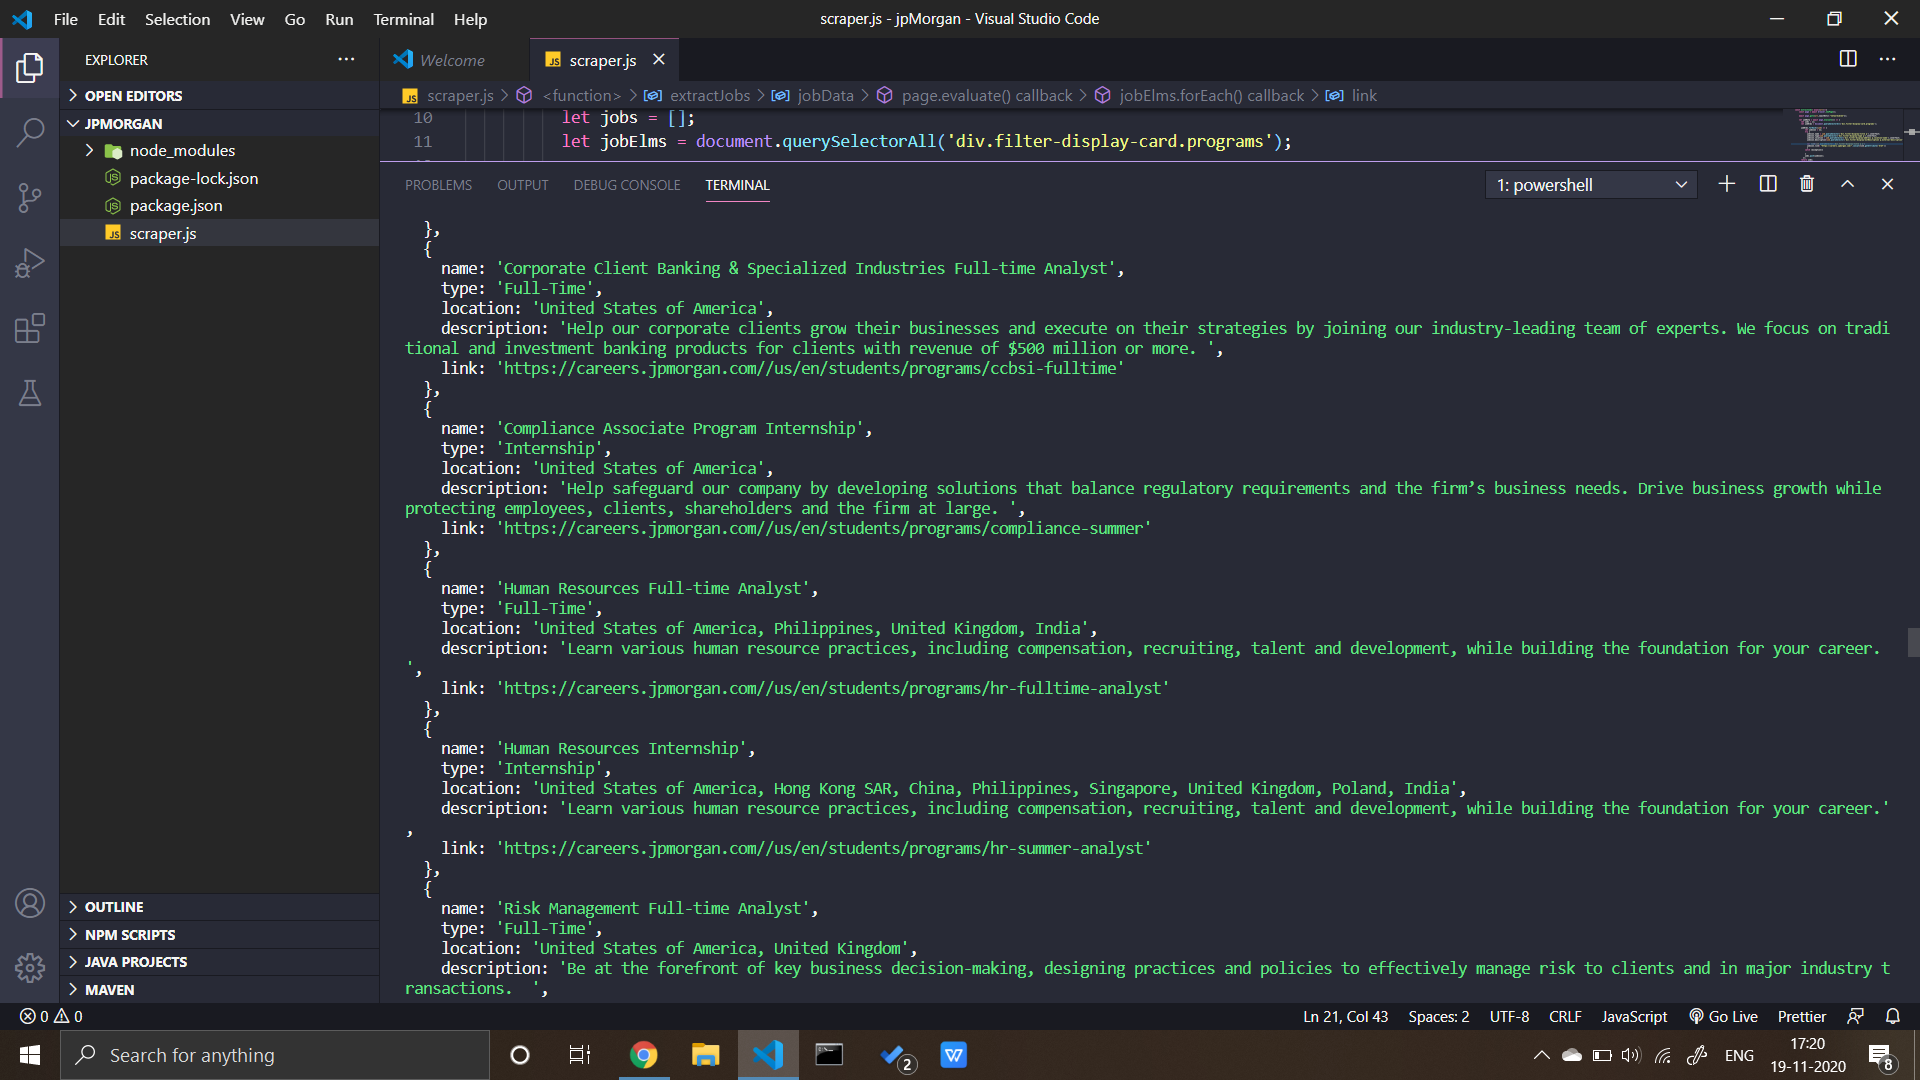 File Edit Selection View Go Run Terminal Help
scraper.js - jpMorgan - Visual Studio Code
EXPLORER
OPEN EDITORS
JPMORGAN
node_modules
package-lock.json
package.json
JS scraper.js
OUTLINE
NPM SCRIPTS
JAVA PROJECTS
MAVEN
Welcome
JS scraper.js
JS scraper.js > <function> > extractJobs > jobData > page.evaluate() callback > jobElms.forEach() callback > link
10 let jobs = [];
11 let jobElms = document.querySelectorAll('div.filter-display-card.programs');
PROBLEMS OUTPUT DEBUG CONSOLE TERMINAL
1: powershell
},
{
name: 'Corporate Client Banking & Specialized Industries Full-time Analyst',
type: 'Full-Time',
location: 'United States of America',
description: 'Help our corporate clients grow their businesses and execute on their strategies by joining our industry-leading team of experts. We focus on tradi
tional and investment banking products for clients with revenue of $500 million or more. ',
link: 'https://careers.jpmorgan.com//us/en/students/programs/ccbsi-fulltime'
},
{
name: 'Compliance Associate Program Internship',
type: 'Internship',
location: 'United States of America',
description: 'Help safeguard our company by developing solutions that balance regulatory requirements and the firm’s business needs. Drive business growth while
protecting employees, clients, shareholders and the firm at large. ',
link: 'https://careers.jpmorgan.com//us/en/students/programs/compliance-summer'
},
{
name: 'Human Resources Full-time Analyst',
type: 'Full-Time',
location: 'United States of America, Philippines, United Kingdom, India',
description: 'Learn various human resource practices, including compensation, recruiting, talent and development, while building the foundation for your career.
',
link: 'https://careers.jpmorgan.com//us/en/students/programs/hr-fulltime-analyst'
},
{
name: 'Human Resources Internship',
type: 'Internship',
location: 'United States of America, Hong Kong SAR, China, Philippines, Singapore, United Kingdom, Poland, India',
description: 'Learn various human resource practices, including compensation, recruiting, talent and development, while building the foundation for your career.'
,
link: 'https://careers.jpmorgan.com//us/en/students/programs/hr-summer-analyst'
},
{
name: 'Risk Management Full-time Analyst',
type: 'Full-Time',
location: 'United States of America, United Kingdom',
description: 'Be at the forefront of key business decision-making, designing practices and policies to effectively manage risk to clients and in major industry t
ransactions.  ',
0 0
Ln 21, Col 43 Spaces: 2 UTF-8 CRLF JavaScript Go Live Prettier
Search for anything
2
W
ENG
17:20
19-11-2020
8